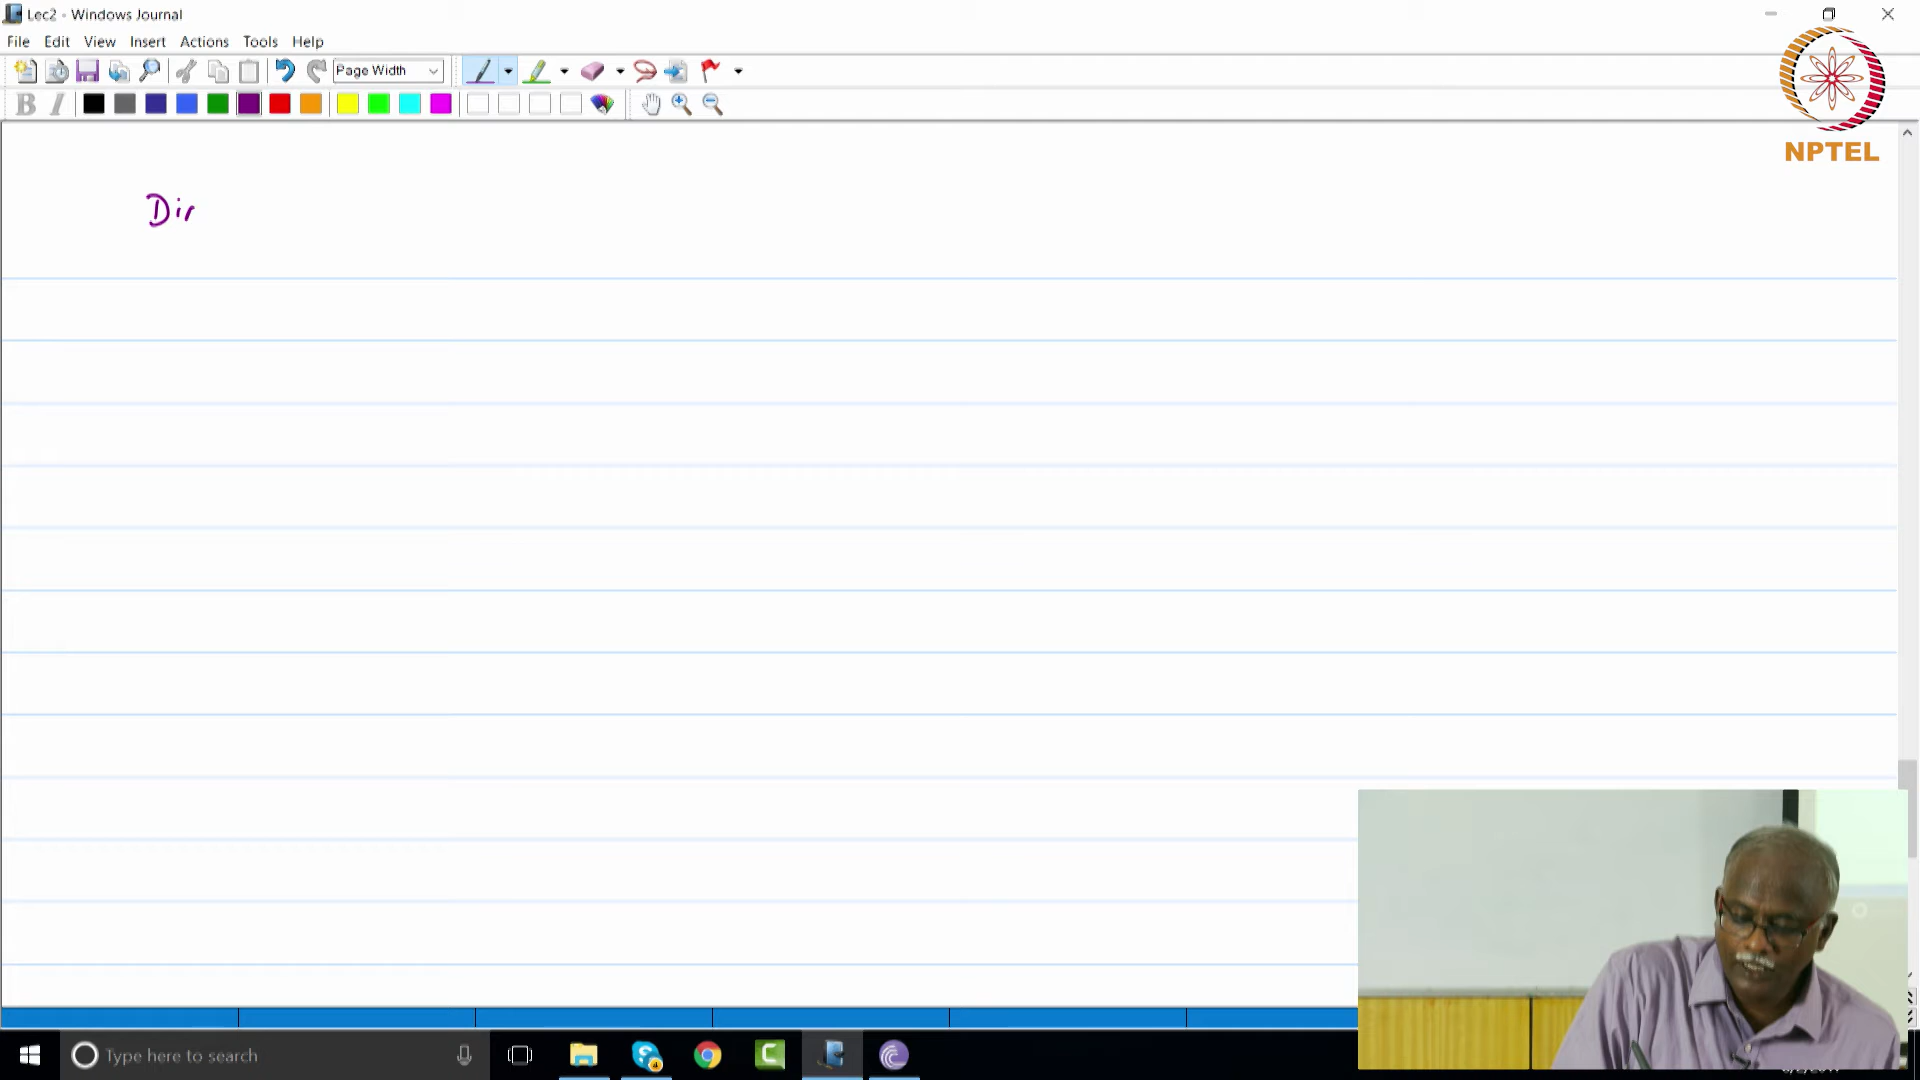 Lec2 - Windows Journal
File Edit View Insert Actions Tools Help
Page Width
B I
NPTEL
Dir
Type here to search